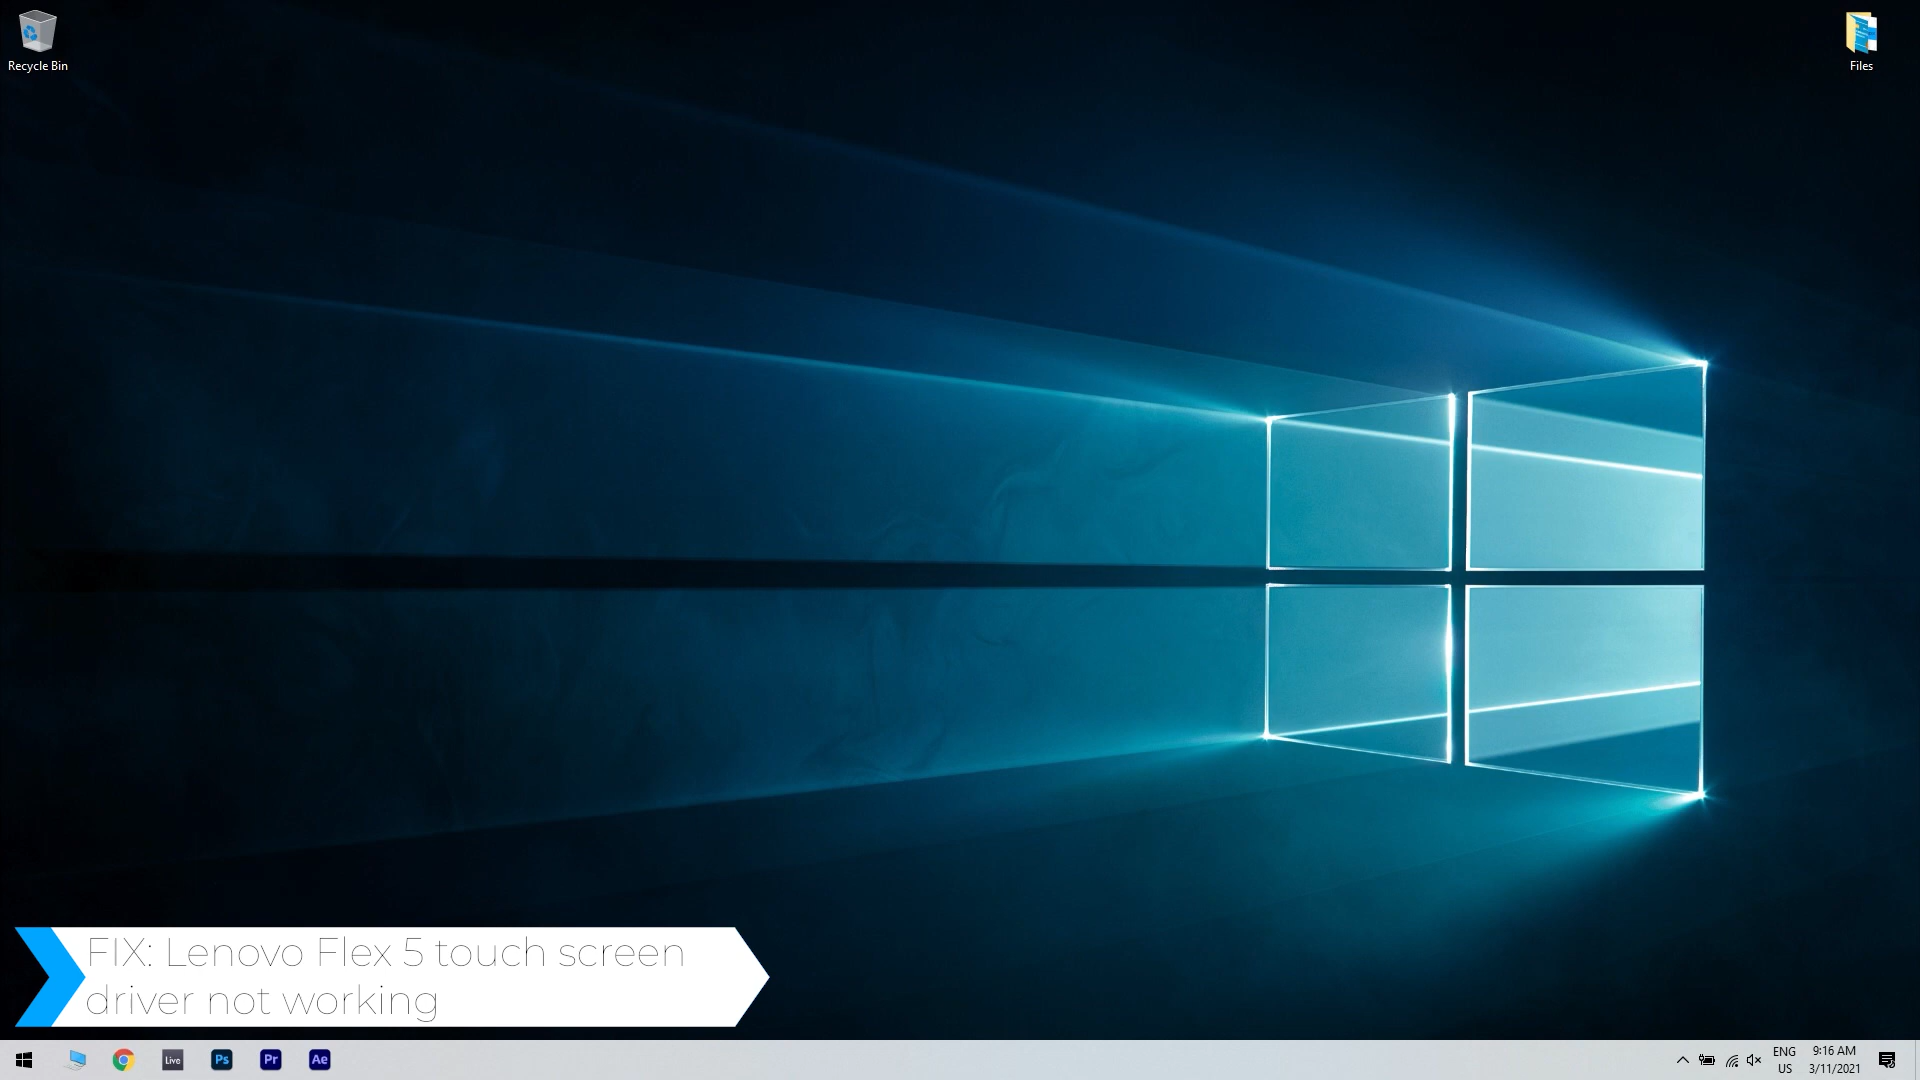 Recycle Bin
Files
FIX: Lenovo Flex 5 touch screen
driver not working
Live
Ps
Pr
Ae
ENG
US
9:16 AM
3/11/2021